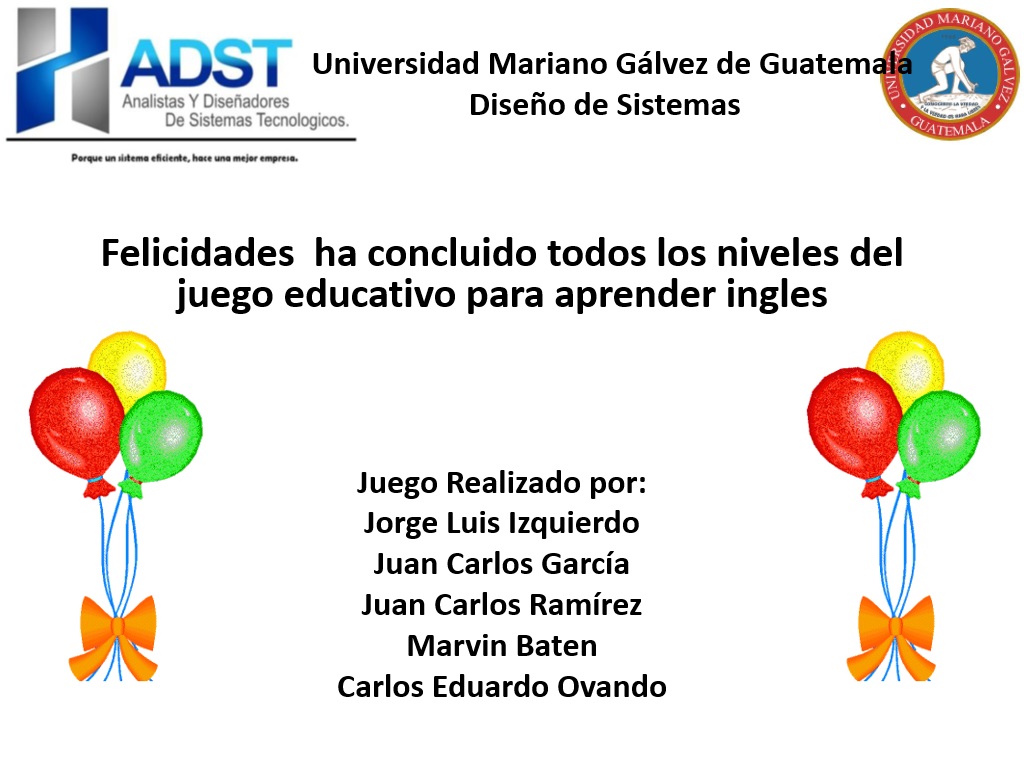 ADST
Analistas Y Diseñadores
De Sistemas Tecnologicos.
Porque un sistema eficiente, hace una mejor empresa.
Universidad Mariano Gálvez de Guatemala
Diseño de Sistemas
UNIVERSIDAD MARIANO GALVEZ
GUATEMALA
Felicidades ha concluido todos los niveles del
juego educativo para aprender ingles
Juego Realizado por:
Jorge Luis Izquierdo
Juan Carlos García
Juan Carlos Ramírez
Marvin Baten
Carlos Eduardo Ovando